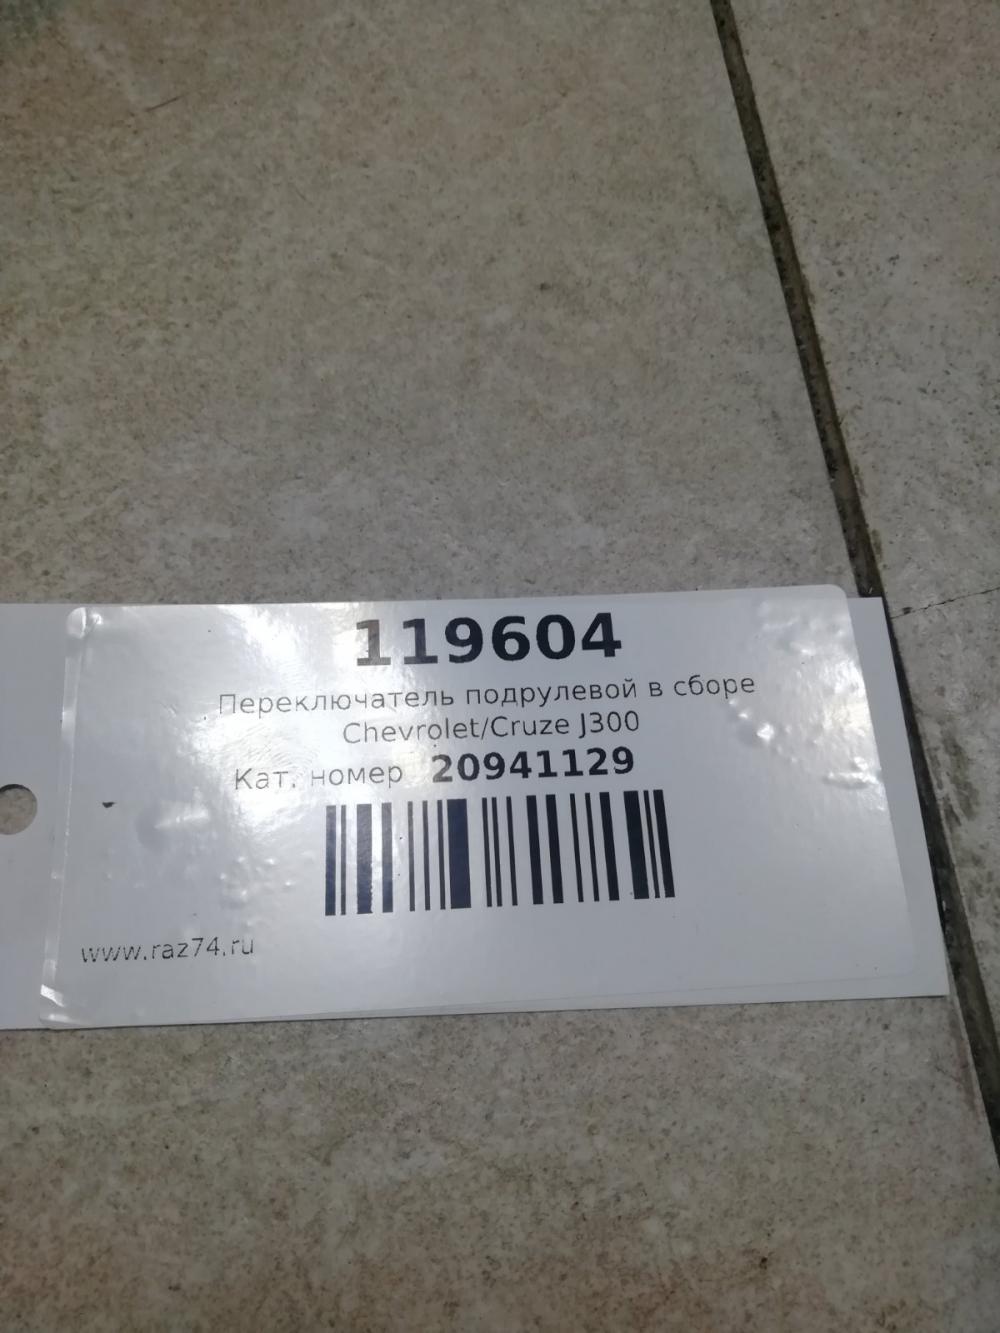 119604
Переключатель подрулевой в сборе
Chevrolet/Cruze J300
Кат. номер 20941129
www.raz74.ru